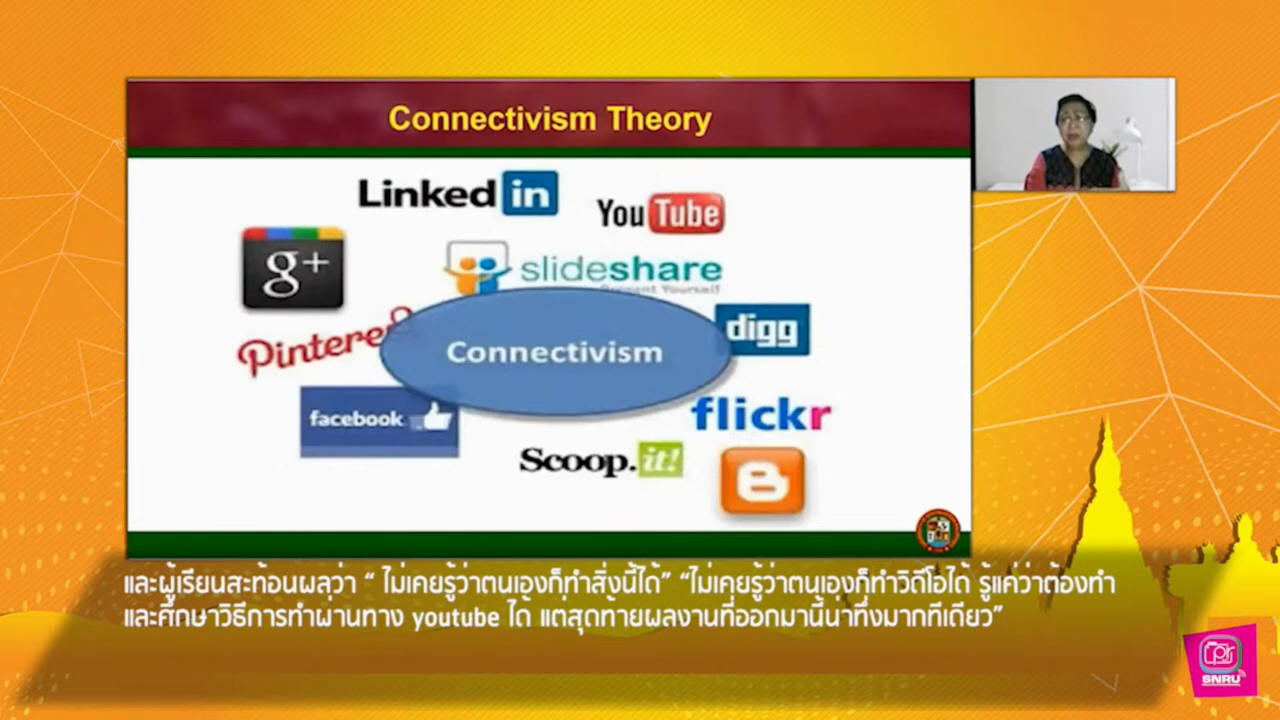 Connectivism Theory
Linked in
You Tube
g+
slideshare
Present Yourself
Pinteres
digg
Connectivism
facebook
flickr
Scoop.it!
และผู้เรียนสะท้อนผลว่า “ ไม่เคยรู้ว่าตนเองก็ทำสิ่งนี้ได้” “ไม่เคยรู้ว่าตนเองก็ทำวิดีโอได้ รู้แค่ว่าต้องทำ
และศึกษาวิธีการทำผ่านทาง youtube ได้ แต่สุดท้ายผลงานที่ออกมานี้น่าทึ่งมากทีเดียว”
pr
SNRU